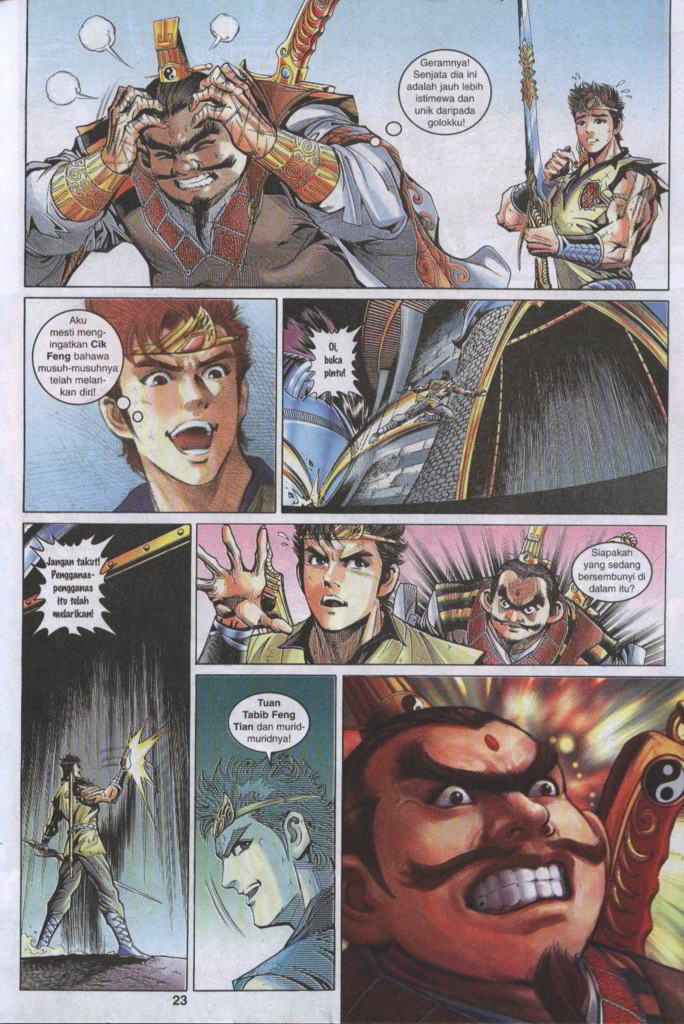 Geramnya!
Senjata dia ini
adalah jauh lebih
istimewa dan
unik daripada
golokku!
Aku
mesti meng-
ingatkan Cik
Feng bahawa
musuh-musuhnya
telah melari-
kan diri!
Oi,
buka
pintu!
Jangan takut!
Pengganas-
pengganas
itu telah
melarikan!
Siapakah
yang sedang
bersembunyi di
dalam itu?
Tuan
Tabib Feng
Tian dan murid-
muridnya!
23